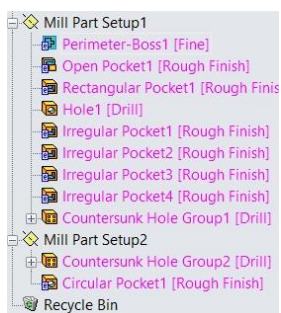 Mill Part Setup1
Perimeter-Boss1 [Fine]
Open Pocket1 [Rough Finish]
Rectangular Pocket1 [Rough Finis
Hole1 [Drill]
Irregular Pocket1 [Rough Finish]
Irregular Pocket2 [Rough Finish]
Irregular Pocket3 [Rough Finish]
Irregular Pocket4 [Rough Finish]
Countersunk Hole Group1 [Drill]
Mill Part Setup2
Countersunk Hole Group2 [Drill]
Circular Pocket1 [Rough Finish]
Recycle Bin